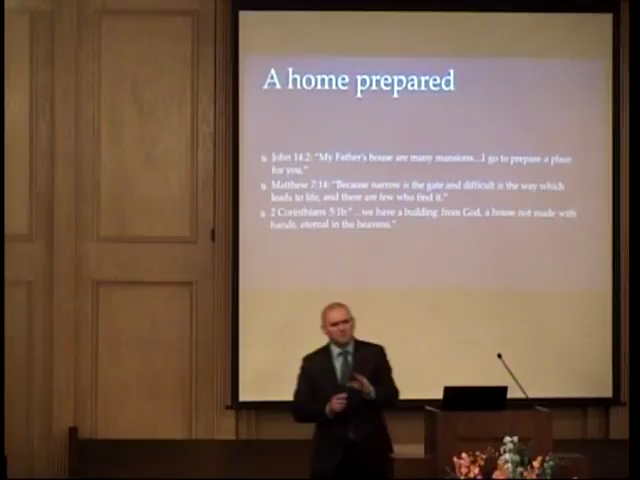 A home prepared
John 14:2: "My Father's house are many mansions...I go to prepare a place
for you."
Matthew 7:14: "Because narrow is the gate and difficult is the way which
leads to life, and there are few who find it."
2 Corinthians 5:1b:" ...we have a building from God, a house not made with
hands, eternal in the heavens."